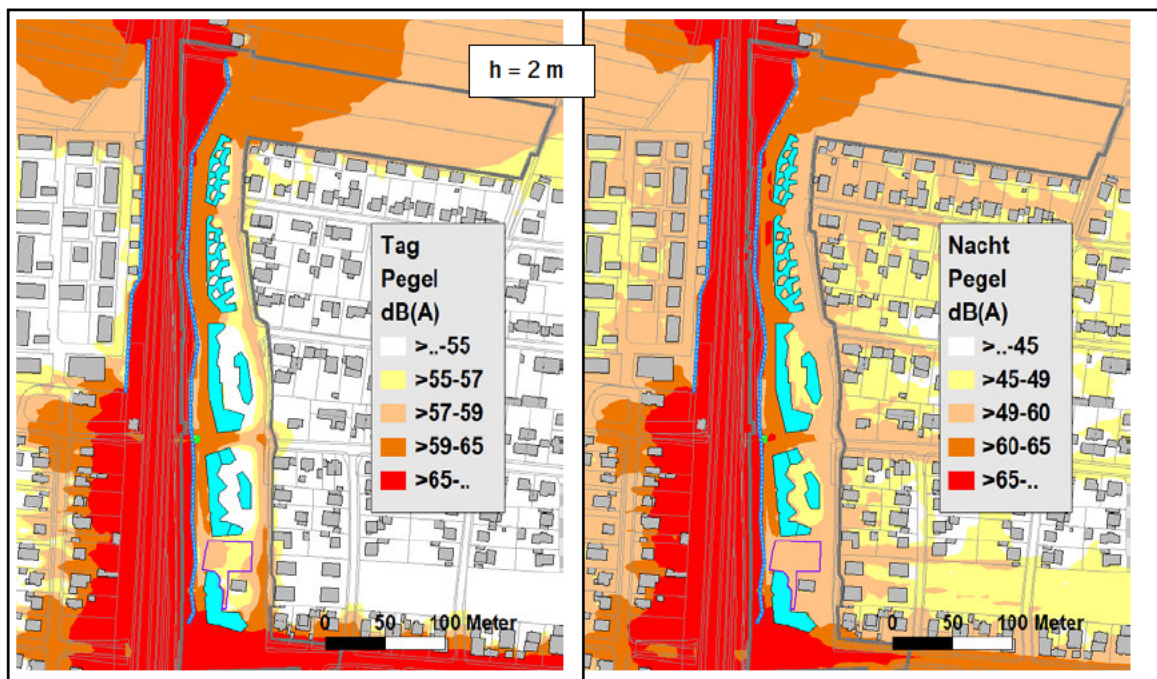 h = 2 m
Tag
Pegel
dB(A)
>..-55
>55-57
>57-59
>59-65
>65-..
0 50 100 Meter
Nacht
Pegel
dB(A)
>..-45
>45-49
>49-60
>60-65
>65-..
0 50 100 Meter